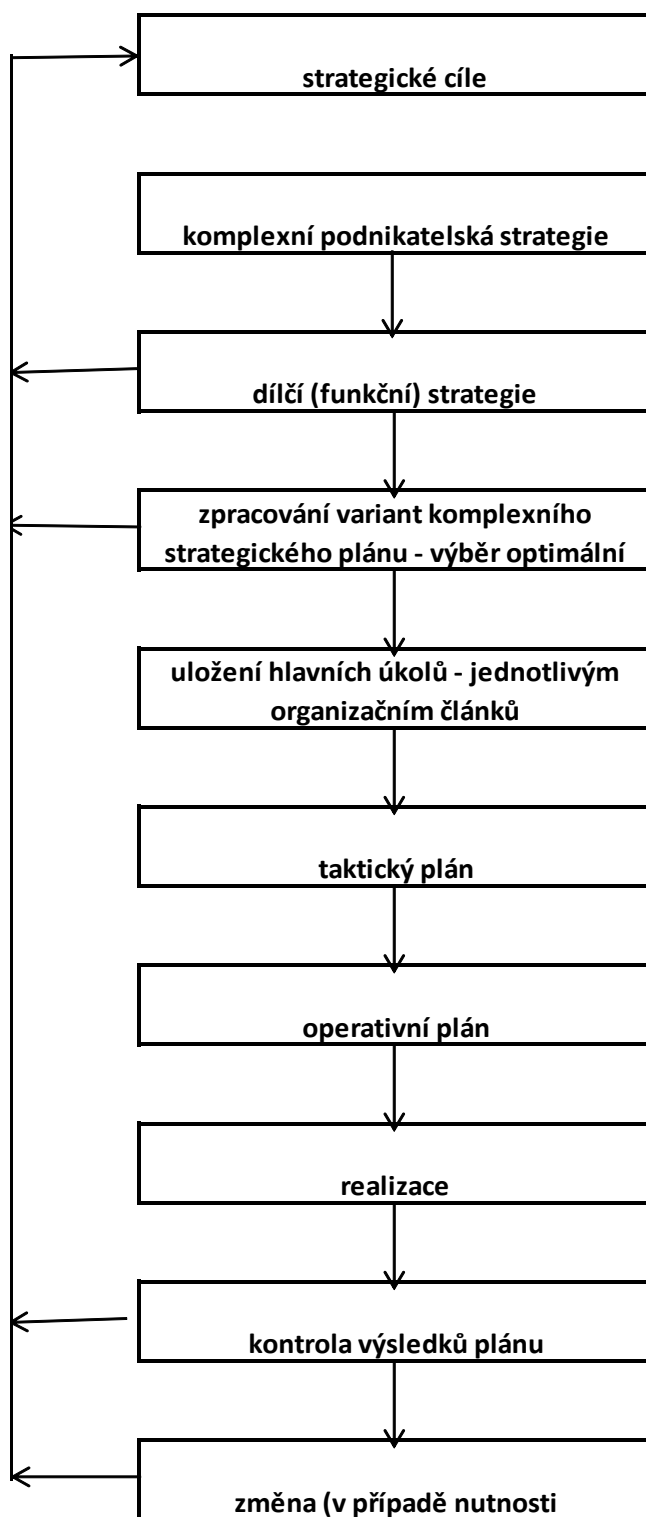 strategické cíle
komplexní podnikatelská strategie
dílčí (funkční) strategie
zpracování variant komplexního
strategického plánu - výběr optimální
uložení hlavních úkolů - jednotlivým
organizačním článků
taktický plán
operativní plán
realizace
kontrola výsledků plánu
změna (v případě nutnosti